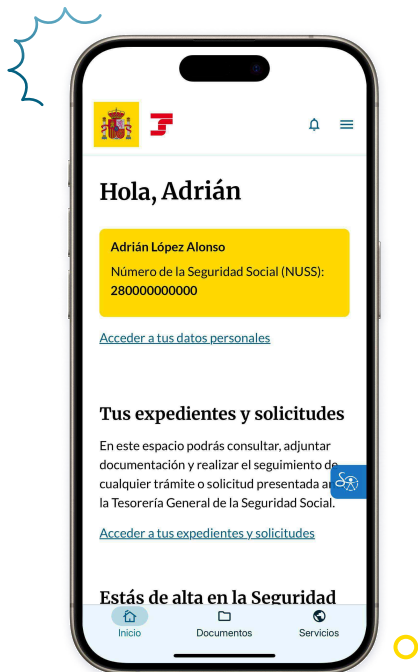 Hola, Adrián
Adrián López Alonso
Número de la Seguridad Social (NUSS):
280000000000
Acceder a tus datos personales
Tus expedientes y solicitudes
En este espacio podrás consultar, adjuntar
documentación y realizar el seguimiento de
cualquier trámite o solicitud presentada
la Tesorería General de la Seguridad Social.
Acceder a tus expedientes y solicitudes
Estás de alta en la Seguridad
Inicio
Documentos
Servicios